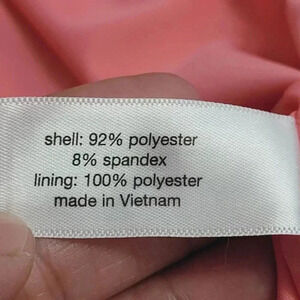 shell: 92% polyester
8% spandex
lining: 100% polyester
made in Vietnam